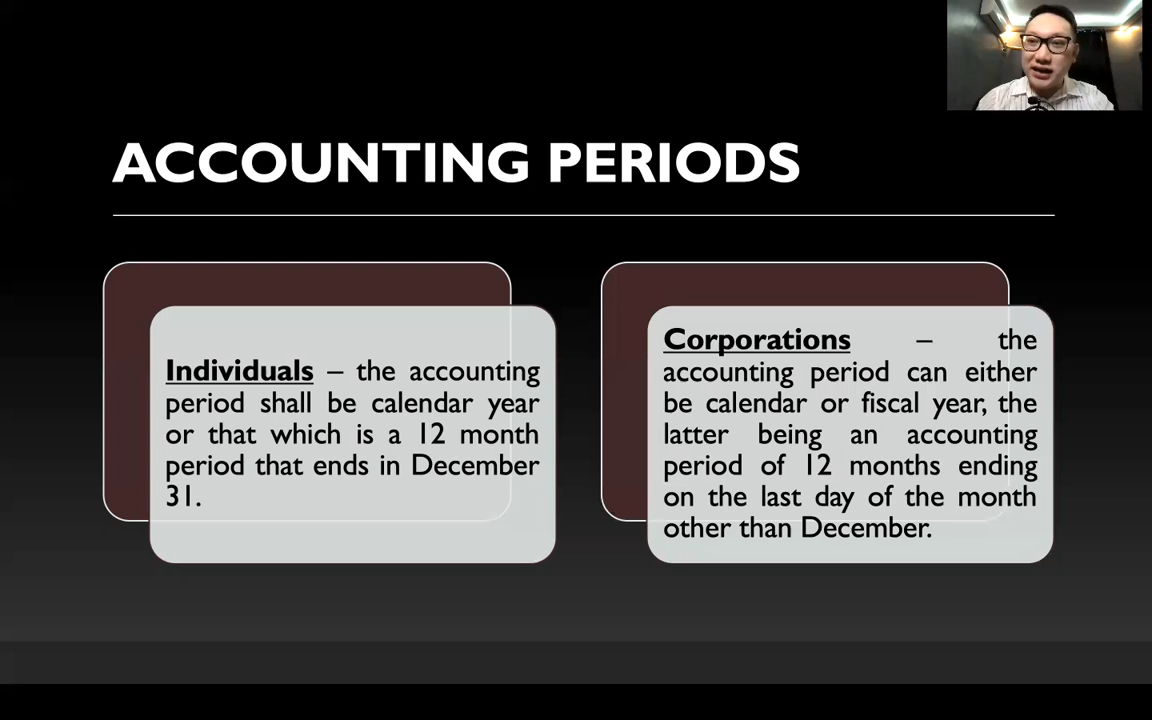 ACCOUNTING PERIODS
Individuals – the accounting
period shall be calendar year
or that which is a 12 month
period that ends in December
31.
Corporations – the
accounting period can either
be calendar or fiscal year, the
latter being an accounting
period of 12 months ending
on the last day of the month
other than December.